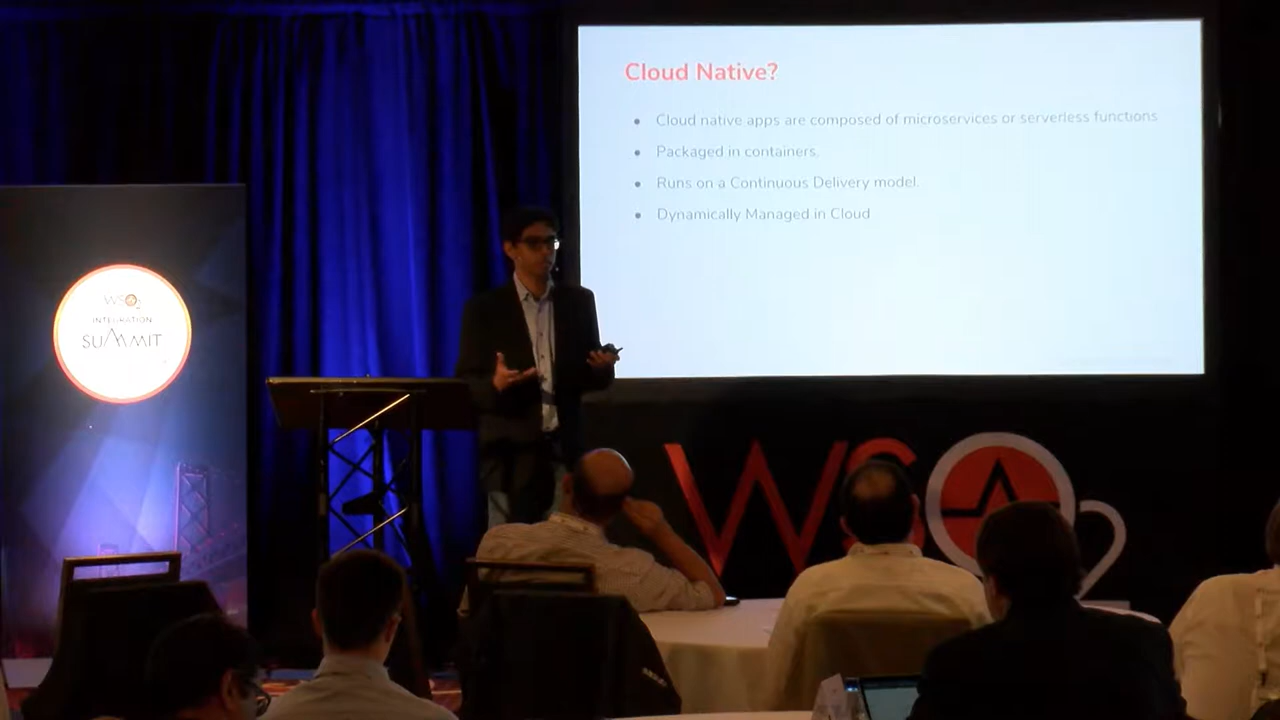 Cloud Native?
Cloud native apps are composed of microservices or serverless functions
Packaged in containers.
Runs on a Continuous Delivery model.
Dynamically Managed in Cloud
WSO2
INTEGRATION
SUMMIT
WSO2